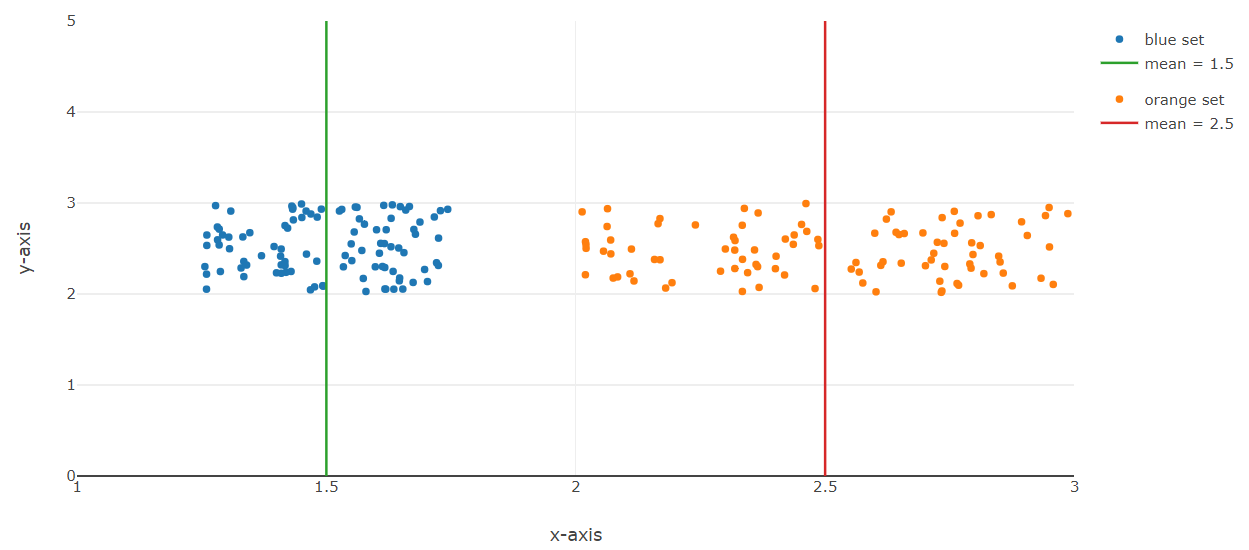 5
4
3
2
1
0
y-axis
1
1.5
2
2.5
3
x-axis
blue set
mean = 1.5
orange set
mean = 2.5